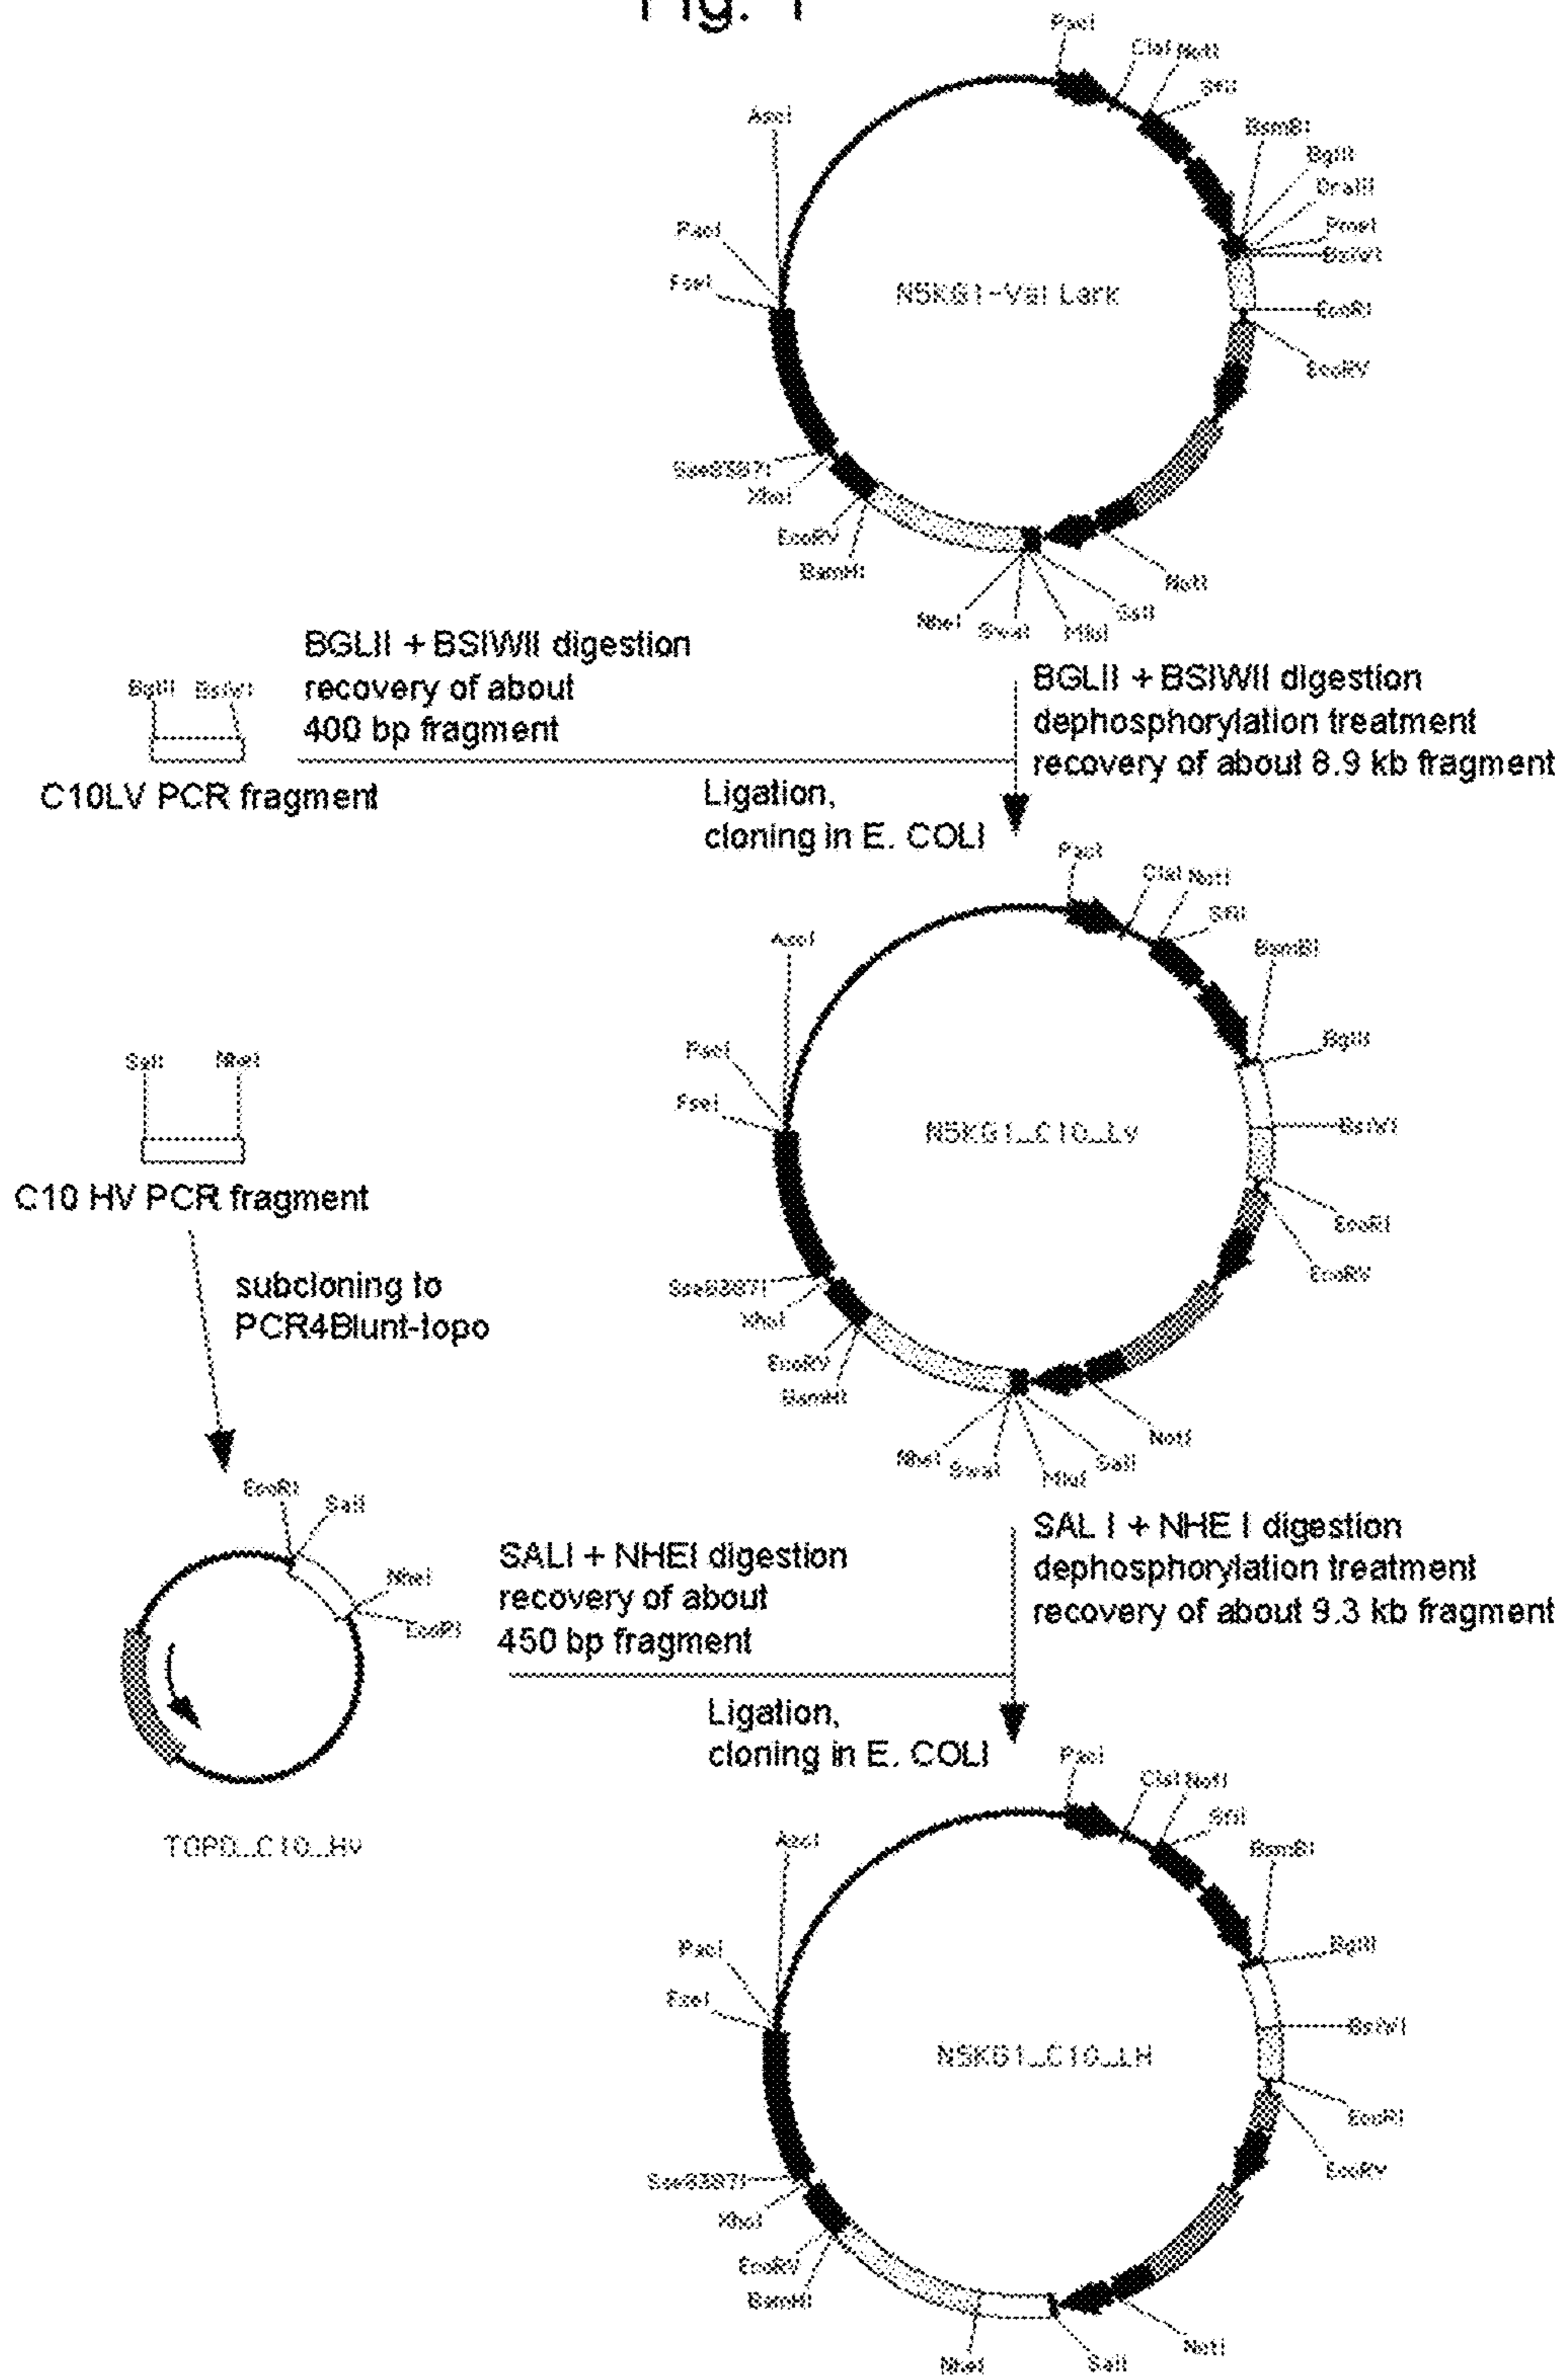 Fig. 1
PacI
ClaI NotI
SfiI
AscI
BsmBI
BglII
DraIII
PacI
PmeI
BsiWI
FseI
N5KG1-Val Lark
EcoRI
EcoRV
Sse8387I
XhoI
EcoRV
BamHI
NotI
NheI
SwaI
MluI
SalI
BGLII + BSIWII digestion
recovery of about
400 bp fragment
BglII BsiWI
C10LV PCR fragment
BGLII + BSIWII digestion
dephosphorylation treatment
recovery of about 8.9 kb fragment
Ligation,
cloning in E. COLI
PacI
ClaI NotI
SfiI
AscI
BsmBI
BglII
PacI
FseI
N5KG1_C10_Lv
BsiWI
EcoRI
EcoRV
Sse8387I
XhoI
EcoRV
BamHI
NotI
NheI
SwaI
MluI
SalI
SalI NheI
C10 HV PCR fragment
subcloning to
PCR4Blunt-topo
EcoRI
SalI
NheI
EcoRI
TOPO_C10_Hv
SALI + NHEI digestion
recovery of about
450 bp fragment
SAL I + NHE I digestion
dephosphorylation treatment
recovery of about 9.3 kb fragment
Ligation,
cloning in E. COLI
PacI
ClaI NotI
SfiI
AscI
BsmBI
BglII
PacI
FseI
N5KG1_C10_LH
BsiWI
EcoRI
EcoRV
Sse8387I
XhoI
EcoRV
BamHI
NotI
NheI
SalI